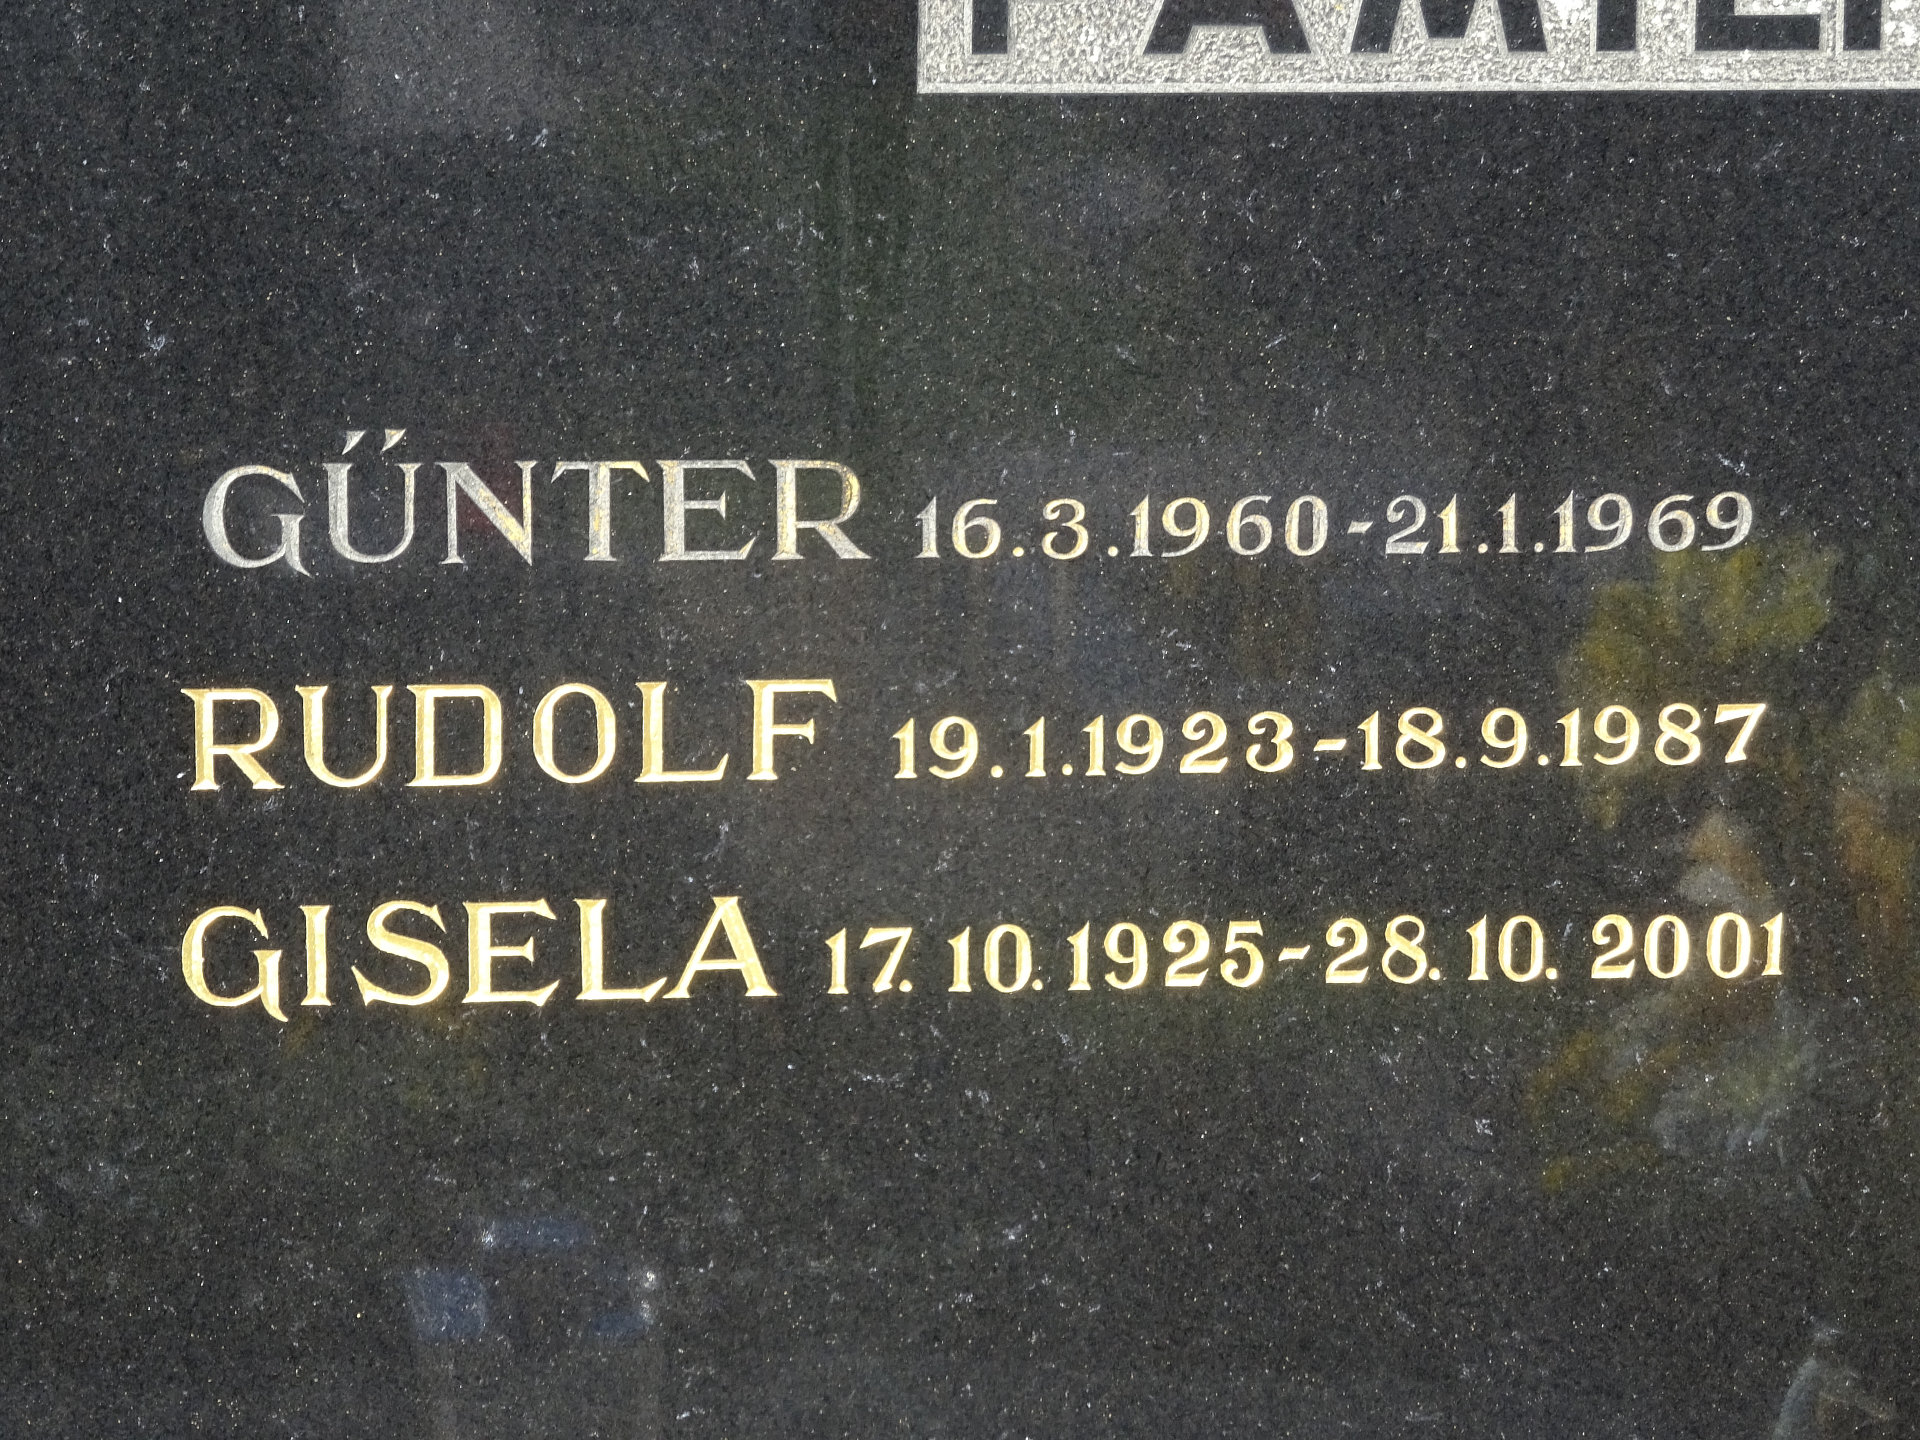 GÜNTER 16.3.1960-21.1.1969
RUDOLF 19.1.1923-18.9.1987
GISELA 17.10.1925-28.10.2001